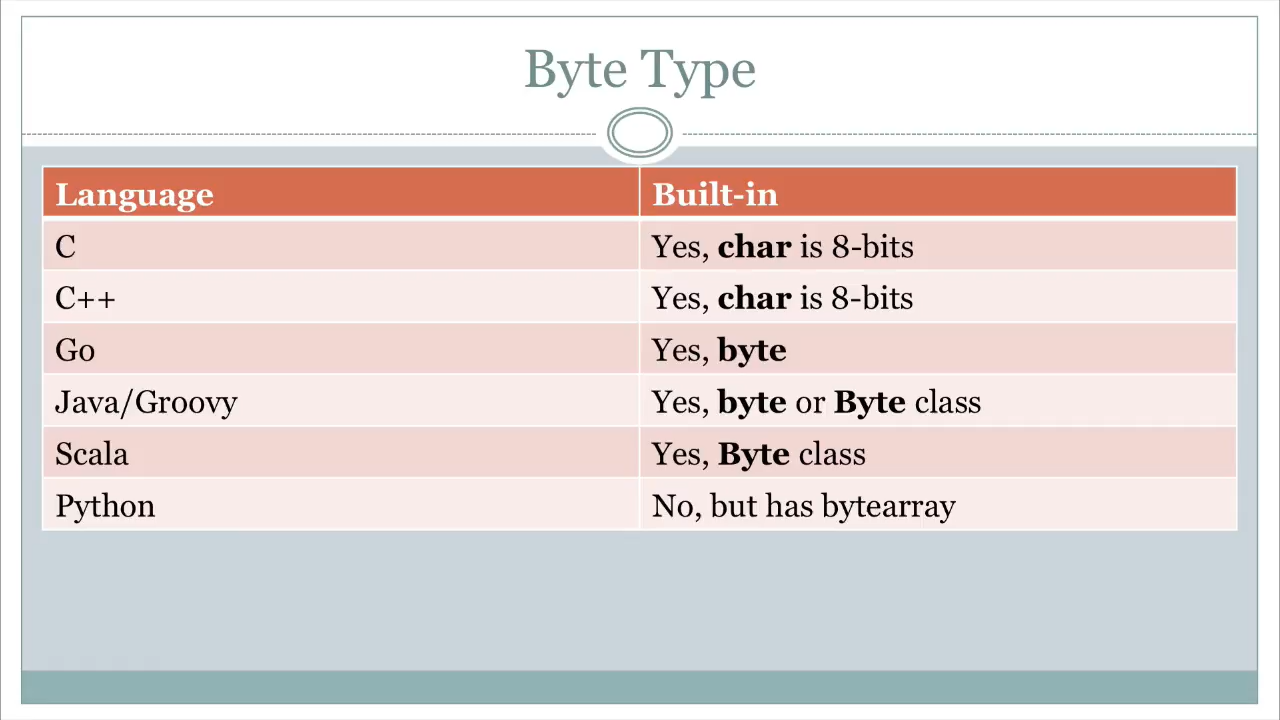 Byte Type
Language Built-in
C Yes, char is 8-bits
C++ Yes, char is 8-bits
Go Yes, byte
Java/Groovy Yes, byte or Byte class
Scala Yes, Byte class
Python No, but has bytearray